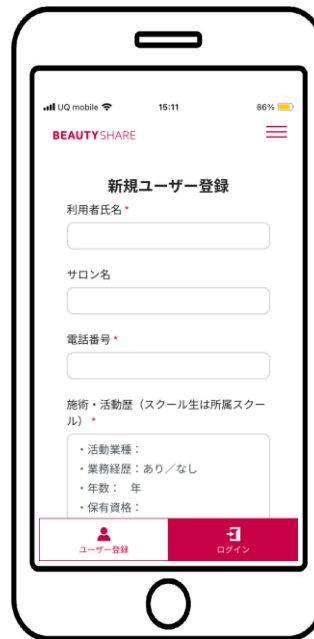 UQ mobile 15:11 86%
BEAUTYSHARE
新規ユーザー登録
利用者氏名 *
サロン名
電話番号 *
施術・活動歴（スクール生は所属スクー
ル） *
・活動業種：
・業務経歴：あり／なし
・年数：　年
・保有資格：
ユーザー登録 ログイン